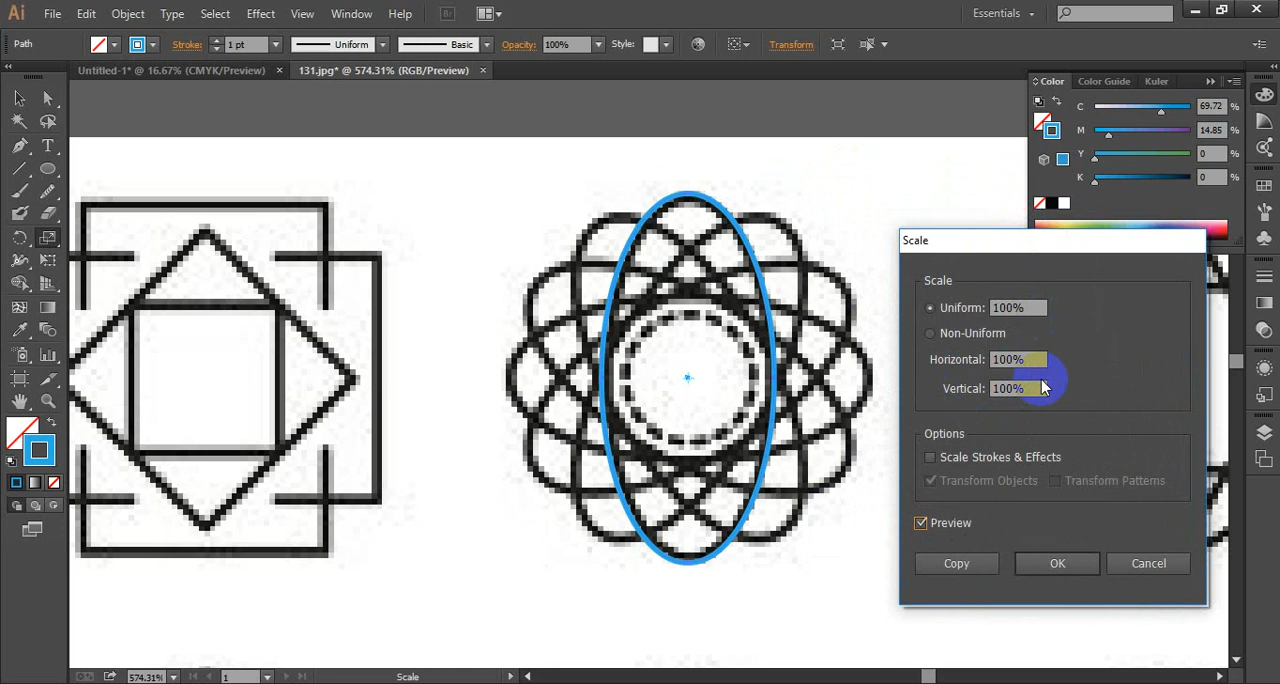 Ai File Edit Object Type Select Effect View Window Help Br Essentials
Path Stroke: 1 pt Uniform Basic Opacity: 100% Style: Transform
Untitled-1* @ 16.67% (CMYK/Preview) × 131.jpg* @ 574.31% (RGB/Preview) ×
Color Color Guide Kuler
C 69.72 %
M 14.85 %
Y 0 %
K 0 %
T
Scale
Scale
Uniform: 100%
Non-Uniform
Horizontal: 100%
Vertical: 100%
Options
Scale Strokes & Effects
Transform Objects Transform Patterns
Preview
Copy OK Cancel
574.31% 1 Scale